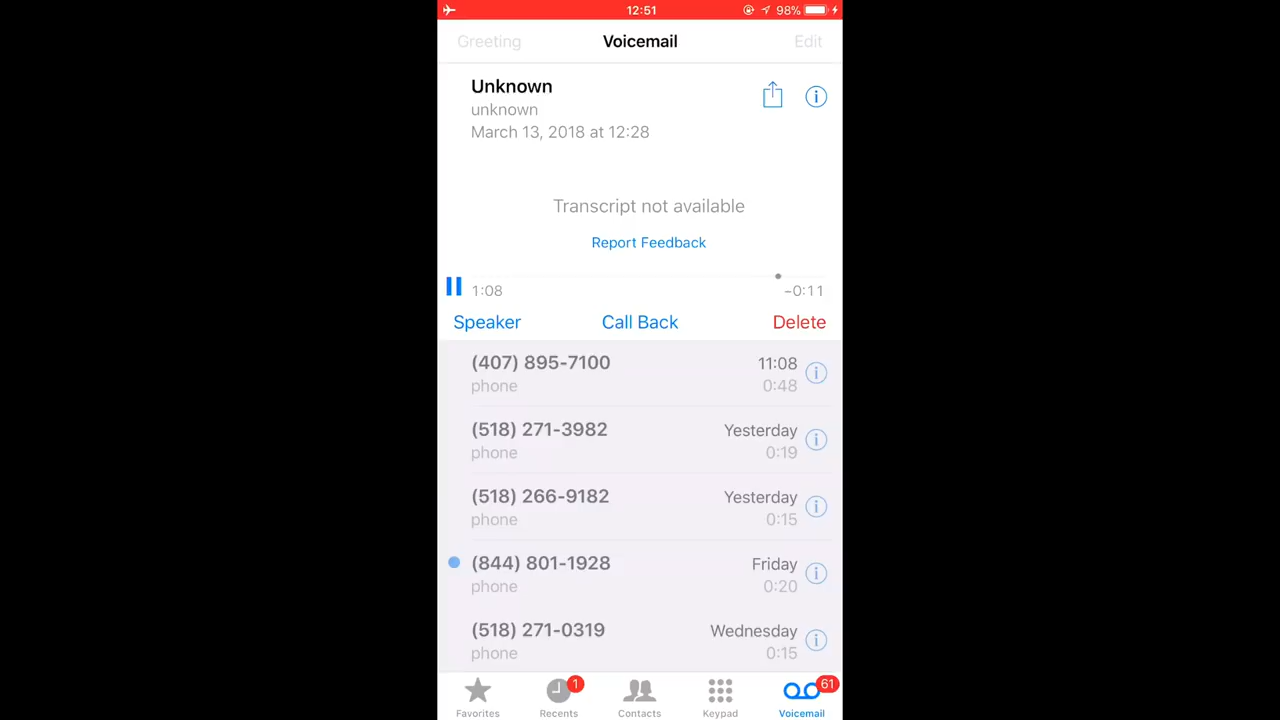 12:51
98%
Greeting
Voicemail
Edit
Unknown
unknown
March 13, 2018 at 12:28
Transcript not available
Report Feedback
1:08
−0:11
Speaker
Call Back
Delete
(407) 895-7100
11:08
phone
0:48
(518) 271-3982
Yesterday
phone
0:19
(518) 266-9182
Yesterday
phone
0:15
(844) 801-1928
Friday
phone
0:20
(518) 271-0319
Wednesday
phone
0:15
1
61
Favorites
Recents
Contacts
Keypad
Voicemail